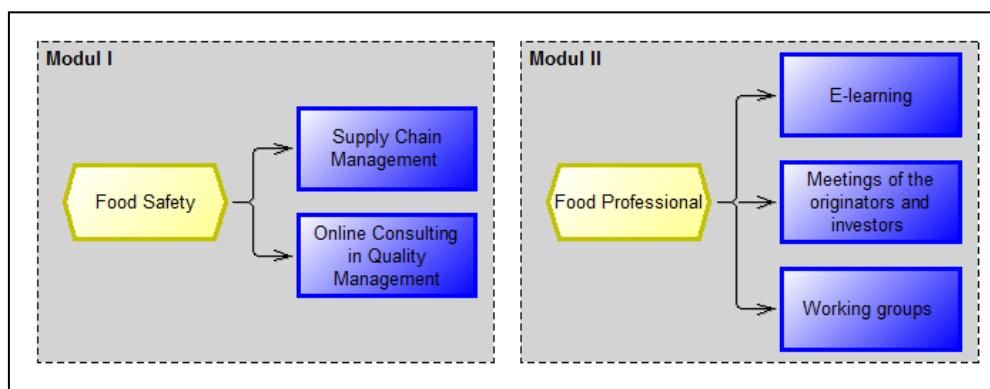 Modul I
Food Safety
Supply Chain
Management
Online Consulting
in Quality
Management
Modul II
Food Professional
E-learning
Meetings of the
originators and
investors
Working groups